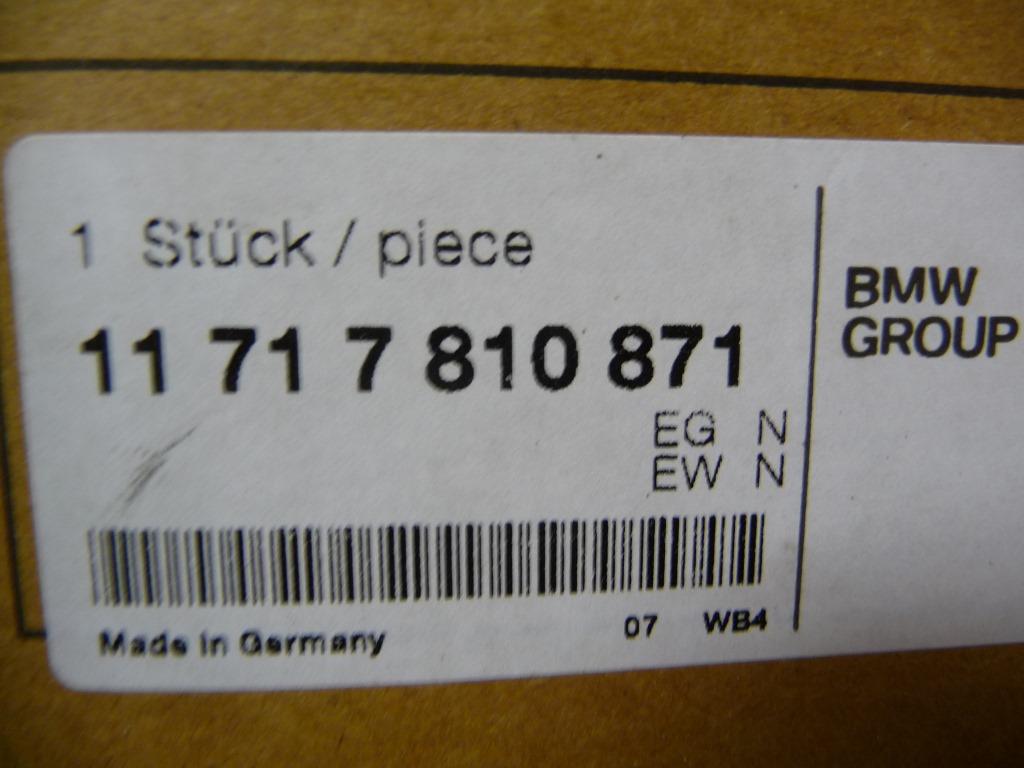 1 Stück / piece
11 71 7 810 871
EG N
EW N
Made in Germany
07 WB4
BMW
GROUP